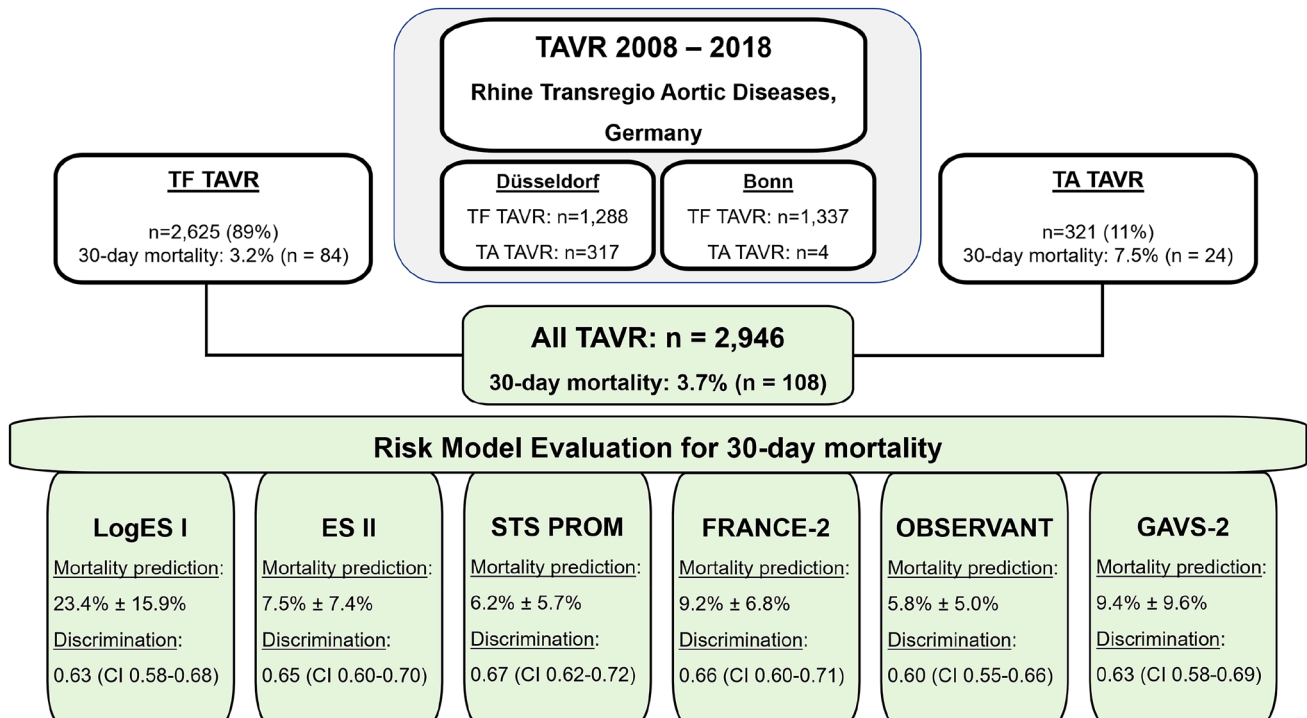 TAVR 2008 – 2018
Rhine Transregio Aortic Diseases,
Germany
Düsseldorf
TF TAVR: n=1,288
TA TAVR: n=317
Bonn
TF TAVR: n=1,337
TA TAVR: n=4
TF TAVR
n=2,625 (89%)
30-day mortality: 3.2% (n = 84)
TA TAVR
n=321 (11%)
30-day mortality: 7.5% (n = 24)
All TAVR: n = 2,946
30-day mortality: 3.7% (n = 108)
Risk Model Evaluation for 30-day mortality
LogES I
Mortality prediction:
23.4% ± 15.9%
Discrimination:
0.63 (CI 0.58-0.68)
ES II
Mortality prediction:
7.5% ± 7.4%
Discrimination:
0.65 (CI 0.60-0.70)
STS PROM
Mortality prediction:
6.2% ± 5.7%
Discrimination:
0.67 (CI 0.62-0.72)
FRANCE-2
Mortality prediction:
9.2% ± 6.8%
Discrimination:
0.66 (CI 0.60-0.71)
OBSERVANT
Mortality prediction:
5.8% ± 5.0%
Discrimination:
0.60 (CI 0.55-0.66)
GAVS-2
Mortality prediction:
9.4% ± 9.6%
Discrimination:
0.63 (CI 0.58-0.69)